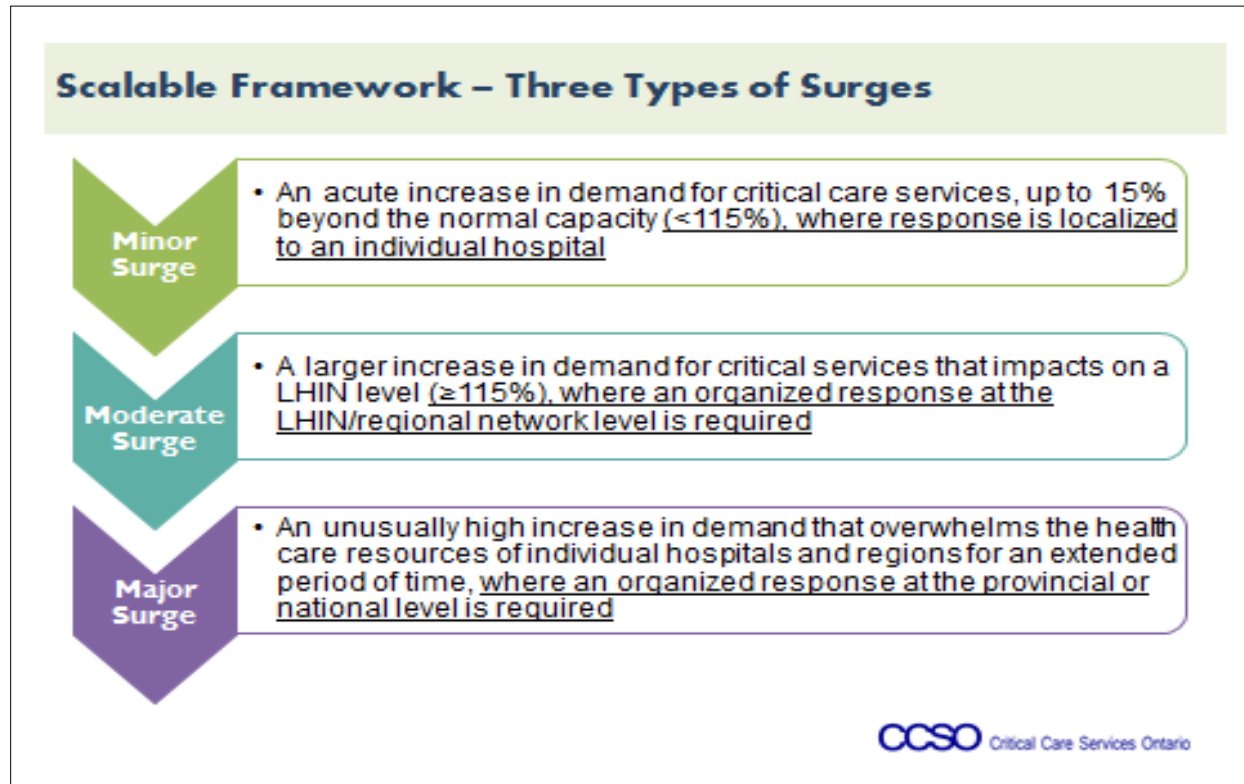 Scalable Framework – Three Types of Surges
Minor
Surge
• An acute increase in demand for critical care services, up to 15%
beyond the normal capacity (<115%), where response is localized
to an individual hospital
Moderate
Surge
• A larger increase in demand for critical services that impacts on a
LHIN level (≥115%), where an organized response at the
LHIN/regional network level is required
Major
Surge
• An unusually high increase in demand that overwhelms the health
care resources of individual hospitals and regions for an extended
period of time, where an organized response at the provincial or
national level is required
CCSO Critical Care Services Ontario